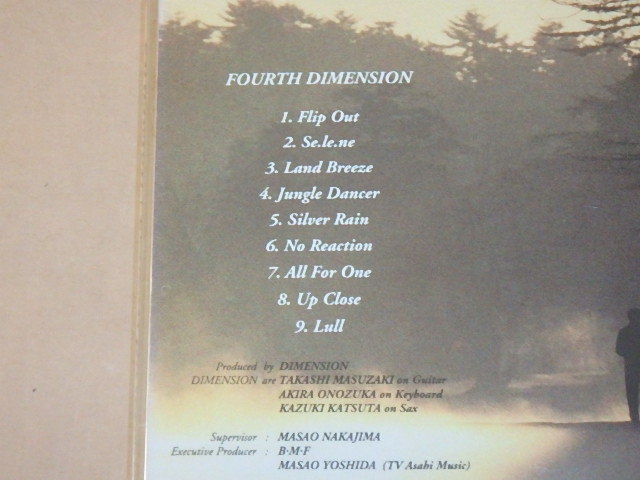 FOURTH DIMENSION
1. Flip Out
2. Se.le.ne
3. Land Breeze
4. Jungle Dancer
5. Silver Rain
6. No Reaction
7. All For One
8. Up Close
9. Lull
Produced by DIMENSION
DIMENSION are TAKASHI MASUZAKI on Guitar
AKIRA ONOZUKA on Keyboard
KAZUKI KATSUTA on Sax
Supervisor : MASAO NAKAJIMA
Executive Producer : B·M·F
MASAO YOSHIDA (TV Asahi Music)